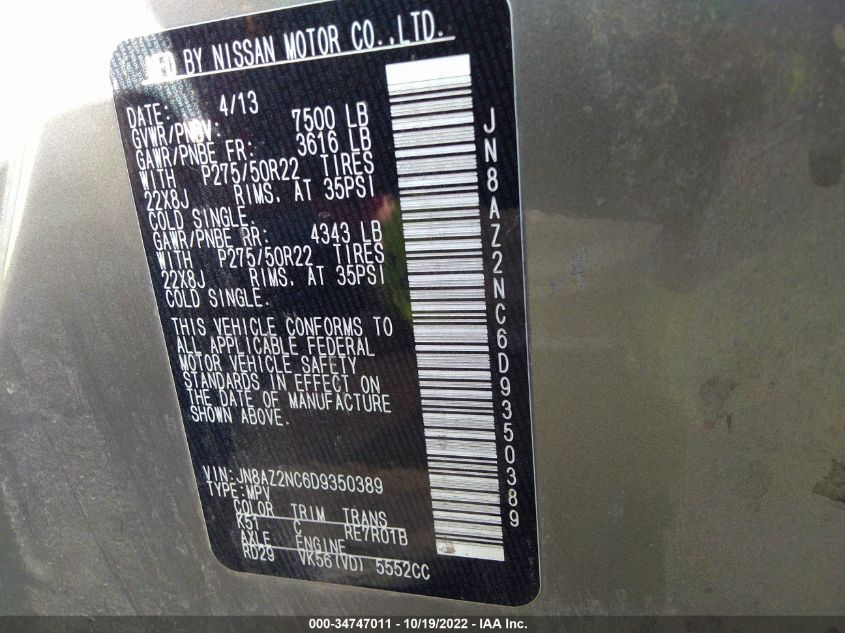 MFD BY NISSAN MOTOR CO.,LTD.
DATE: 4/13
GVWR/PNBV: 7500 LB
GAWR/PNBE FR: 3616 LB
WITH P275/50R22 TIRES
22X8J RIMS. AT 35PSI
COLD SINGLE.
GAWR/PNBE RR: 4343 LB
WITH P275/50R22 TIRES
22X8J RIMS. AT 35PSI
COLD SINGLE.
THIS VEHICLE CONFORMS TO
ALL APPLICABLE FEDERAL
MOTOR VEHICLE SAFETY
STANDARDS IN EFFECT ON
THE DATE OF MANUFACTURE
SHOWN ABOVE.
VIN:JN8AZ2NC6D9350389
TYPE:MPV
COLOR TRIM TRANS
K51 C RE7R01B
AXLE ENGINE
RD29 VK56(VD) 5552CC
JN8AZ2NC6D9350389
000-34747011 - 10/19/2022 - IAA Inc.